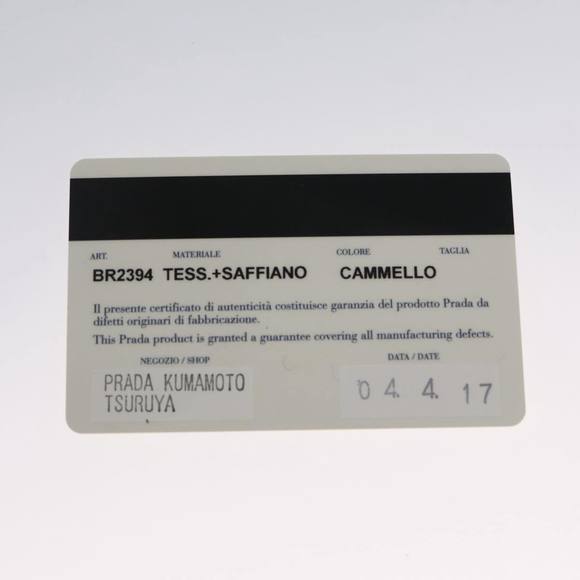 ART. MATERIALE COLORE TAGLIA
BR2394 TESS.+SAFFIANO CAMMELLO
Il presente certificato di autenticità costituisce garanzia del prodotto Prada da
difetti originari di fabbricazione.
This Prada product is granted a guarantee covering all manufacturing defects.
NEGOZIO / SHOP DATA / DATE
PRADA KUMAMOTO 04. 4. 17
TSURUYA